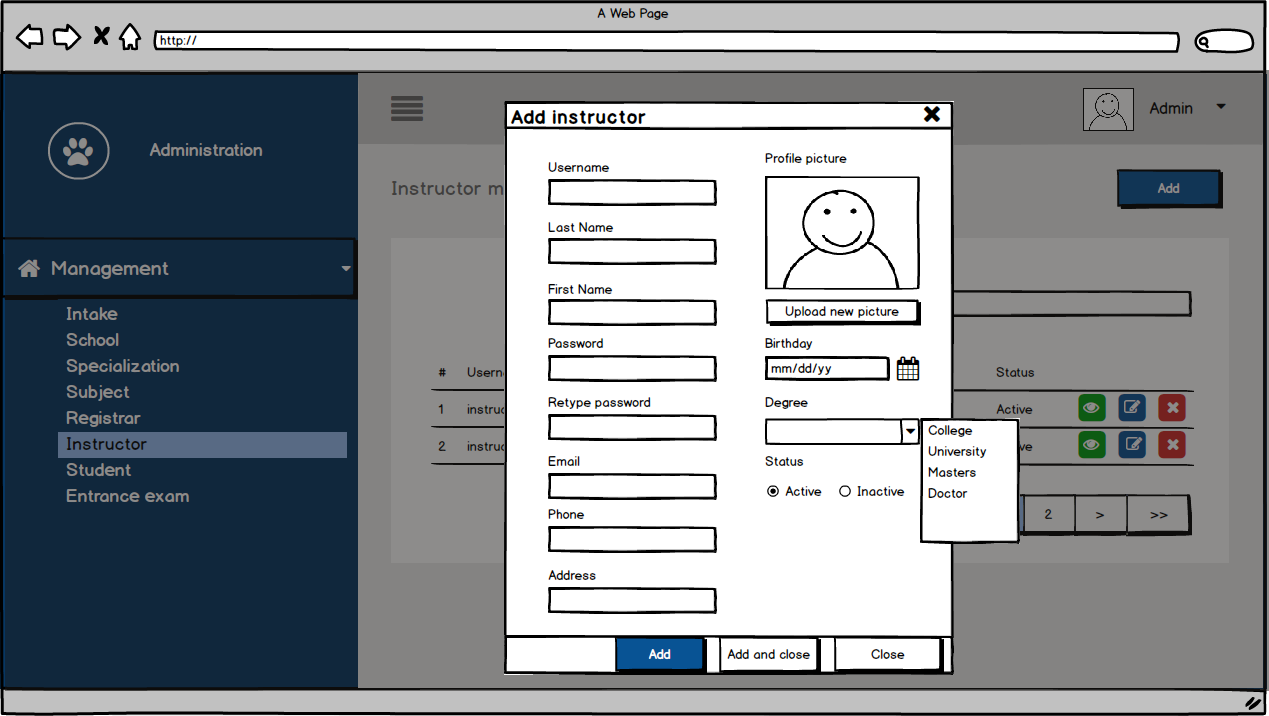 A Web Page
http://
Administration
Management
Intake
School
Specialization
Subject
Registrar
Instructor
Student
Entrance exam
Admin
Instructor m
Add
# Usern Status
1 instruc Active
2 instruc ve
2 > >>
Add instructor
Username
Last Name
First Name
Password
Retype password
Email
Phone
Address
Profile picture
Upload new picture
Birthday
mm/dd/yy
Degree
College
University
Masters
Doctor
Status
Active Inactive
Add Add and close Close